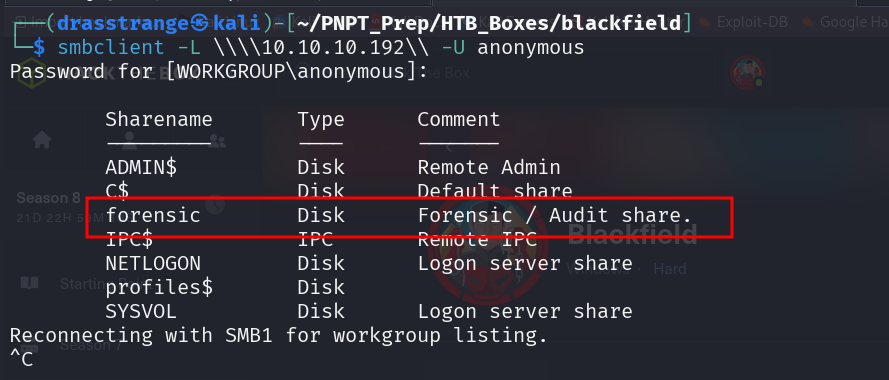 (drasstrange㉿kali)-[~/PNPT_Prep/HTB_Boxes/blackfield]
Exploit-DB
Google Ha
$ smbclient -L \\\\10.10.10.192\\ -U anonymous
Password for [WORKGROUP\anonymous]:
Sharename Type Comment
--------- ---- -------
ADMIN$ Disk Remote Admin
C$ Disk Default share
Season 8
forensic Disk Forensic / Audit share.
Blackfield
IPC$ IPC Remote IPC
NETLOGON Disk Logon server share
Hard
profiles$ Disk
SYSVOL Disk Logon server share
Reconnecting with SMB1 for workgroup listing.
^C